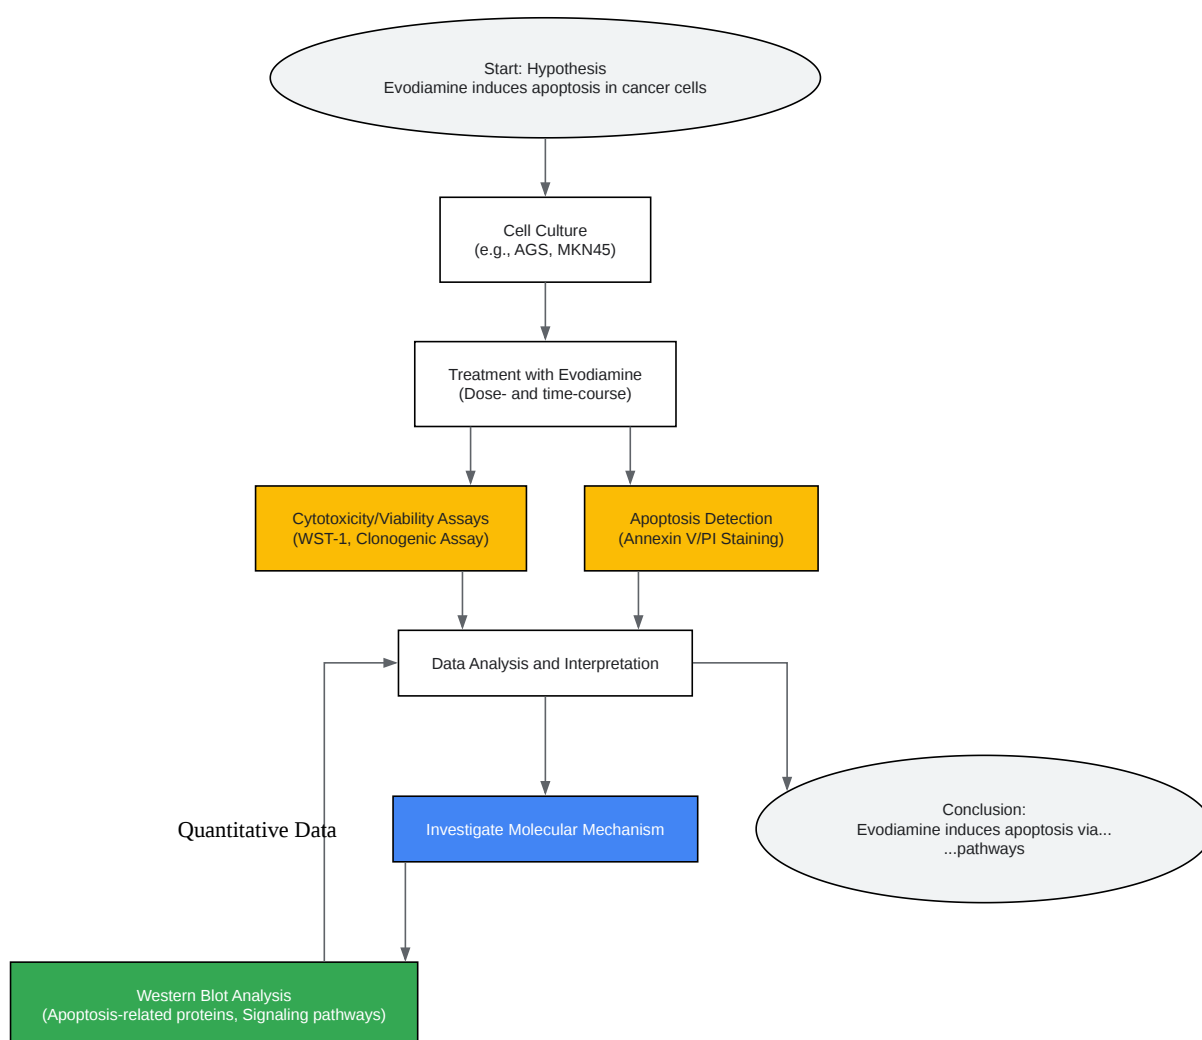 Start: Hypothesis
Evodiamine induces apoptosis in cancer cells
Cell Culture
(e.g., AGS, MKN45)
Treatment with Evodiamine
(Dose- and time-course)
Cytotoxicity/Viability Assays
(WST-1, Clonogenic Assay)
Apoptosis Detection
(Annexin V/PI Staining)
Data Analysis and Interpretation
Quantitative Data
Investigate Molecular Mechanism
Conclusion:
Evodiamine induces apoptosis via...
...pathways
Western Blot Analysis
(Apoptosis-related proteins, Signaling pathways)